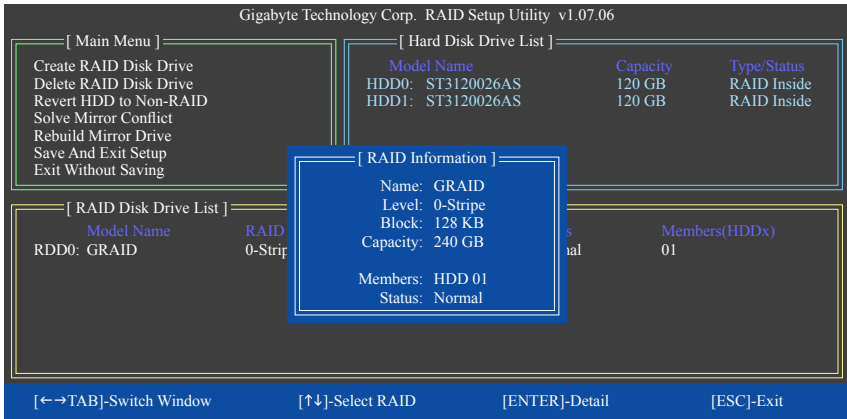 Gigabyte Technology Corp. RAID Setup Utility v1.07.06
[ Main Menu ]
Create RAID Disk Drive
Delete RAID Disk Drive
Revert HDD to Non-RAID
Solve Mirror Conflict
Rebuild Mirror Drive
Save And Exit Setup
Exit Without Saving
[ Hard Disk Drive List ]
Model Name Capacity Type/Status
HDD0: ST3120026AS 120 GB RAID Inside
HDD1: ST3120026AS 120 GB RAID Inside
[ RAID Information ]
Name: GRAID
Level: 0-Stripe
Block: 128 KB
Capacity: 240 GB
Members: HDD 01
Status: Normal
[ RAID Disk Drive List ]
Model Name RAID Members(HDDx)
RDD0: GRAID 0-Strip 01
[←→TAB]-Switch Window [↑↓]-Select RAID [ENTER]-Detail [ESC]-Exit